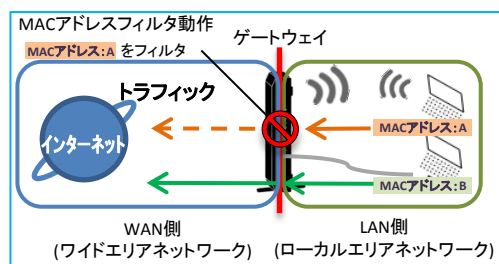 MACアドレスフィルタ動作
MACアドレス:A をフィルタ
ゲートウェイ
トラフィック
インターネット
MACアドレス:A
MACアドレス:B
WAN側
(ワイドエリアネットワーク)
LAN側
(ローカルエリアネットワーク)